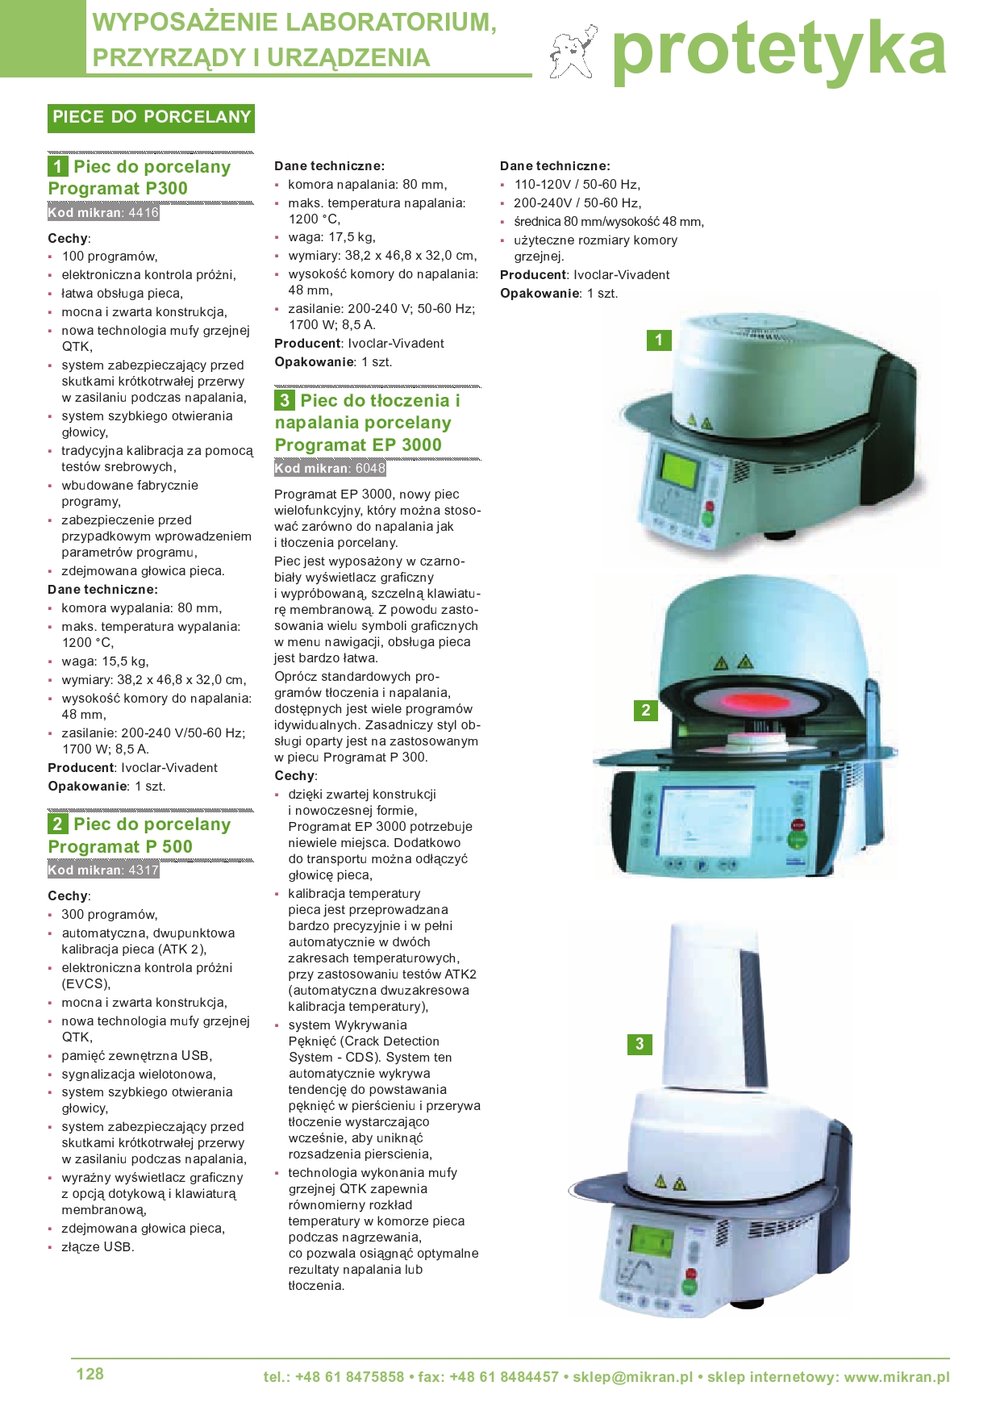 WYPOSAŻENIE LABORATORIUM,
PRZYRZĄDY I URZĄDZENIA
protetyka
PIECE DO PORCELANY
1 Piec do porcelany
Programat P300
Kod mikran: 4416
Cechy:
▪ 100 programów,
▪ elektroniczna kontrola próżni,
▪ łatwa obsługa pieca,
▪ mocna i zwarta konstrukcja,
▪ nowa technologia mufy grzejnej
QTK,
▪ system zabezpieczający przed
skutkami krótkotrwałej przerwy
w zasilaniu podczas napalania,
▪ system szybkiego otwierania
głowicy,
▪ tradycyjna kalibracja za pomocą
testów srebrowych,
▪ wbudowane fabrycznie
programy,
▪ zabezpieczenie przed
przypadkowym wprowadzeniem
parametrów programu,
▪ zdejmowana głowica pieca.
Dane techniczne:
▪ komora wypalania: 80 mm,
▪ maks. temperatura wypalania:
1200 °C,
▪ waga: 15,5 kg,
▪ wymiary: 38,2 x 46,8 x 32,0 cm,
▪ wysokość komory do napalania:
48 mm,
▪ zasilanie: 200-240 V/50-60 Hz;
1700 W; 8,5 A.
Producent: Ivoclar-Vivadent
Opakowanie: 1 szt.
2 Piec do porcelany
Programat P 500
Kod mikran: 4317
Cechy:
▪ 300 programów,
▪ automatyczna, dwupunktowa
kalibracja pieca (ATK 2),
▪ elektroniczna kontrola próżni
(EVCS),
▪ mocna i zwarta konstrukcja,
▪ nowa technologia mufy grzejnej
QTK,
▪ pamięć zewnętrzna USB,
▪ sygnalizacja wielotonowa,
▪ system szybkiego otwierania
głowicy,
▪ system zabezpieczający przed
skutkami krótkotrwałej przerwy
w zasilaniu podczas napalania,
▪ wyraźny wyświetlacz graficzny
z opcją dotykową i klawiaturą
membranową,
▪ zdejmowana głowica pieca,
▪ złącze USB.
Dane techniczne:
▪ komora napalania: 80 mm,
▪ maks. temperatura napalania:
1200 °C,
▪ waga: 17,5 kg,
▪ wymiary: 38,2 x 46,8 x 32,0 cm,
▪ wysokość komory do napalania:
48 mm,
▪ zasilanie: 200-240 V; 50-60 Hz;
1700 W; 8,5 A.
Producent: Ivoclar-Vivadent
Opakowanie: 1 szt.
3 Piec do tłoczenia i
napalania porcelany
Programat EP 3000
Kod mikran: 6048
Programat EP 3000, nowy piec
wielofunkcyjny, który można stoso-
wać zarówno do napalania jak
i tłoczenia porcelany.
Piec jest wyposażony w czarno-
biały wyświetlacz graficzny
i wypróbowaną, szczelną klawiatu-
rę membranową. Z powodu zasto-
sowania wielu symboli graficznych
w menu nawigacji, obsługa pieca
jest bardzo łatwa.
Oprócz standardowych pro-
gramów tłoczenia i napalania,
dostępnych jest wiele programów
idywidualnych. Zasadniczy styl ob-
sługi oparty jest na zastosowanym
w piecu Programat P 300.
Cechy:
▪ dzięki zwartej konstrukcji
i nowoczesnej formie,
Programat EP 3000 potrzebuje
niewiele miejsca. Dodatkowo
do transportu można odłączyć
głowicę pieca,
▪ kalibracja temperatury
pieca jest przeprowadzana
bardzo precyzyjnie i w pełni
automatycznie w dwóch
zakresach temperaturowych,
przy zastosowaniu testów ATK2
(automatyczna dwuzakresowa
kalibracja temperatury),
▪ system Wykrywania
Pęknięć (Crack Detection
System - CDS). System ten
automatycznie wykrywa
tendencję do powstawania
pęknięć w pierścieniu i przerywa
tłoczenie wystarczająco
wcześnie, aby uniknąć
rozsadzenia pierscienia,
▪ technologia wykonania mufy
grzejnej QTK zapewnia
równomierny rozkład
temperatury w komorze pieca
podczas nagrzewania,
co pozwala osiągnąć optymalne
rezultaty napalania lub
tłoczenia.
Dane techniczne:
▪ 110-120V / 50-60 Hz,
▪ 200-240V / 50-60 Hz,
▪ średnica 80 mm/wysokość 48 mm,
▪ użyteczne rozmiary komory
grzejnej.
Producent: Ivoclar-Vivadent
Opakowanie: 1 szt.
1
2
3
128
tel.: +48 61 8475858 • fax: +48 61 8484457 • sklep@mikran.pl • sklep internetowy: www.mikran.pl